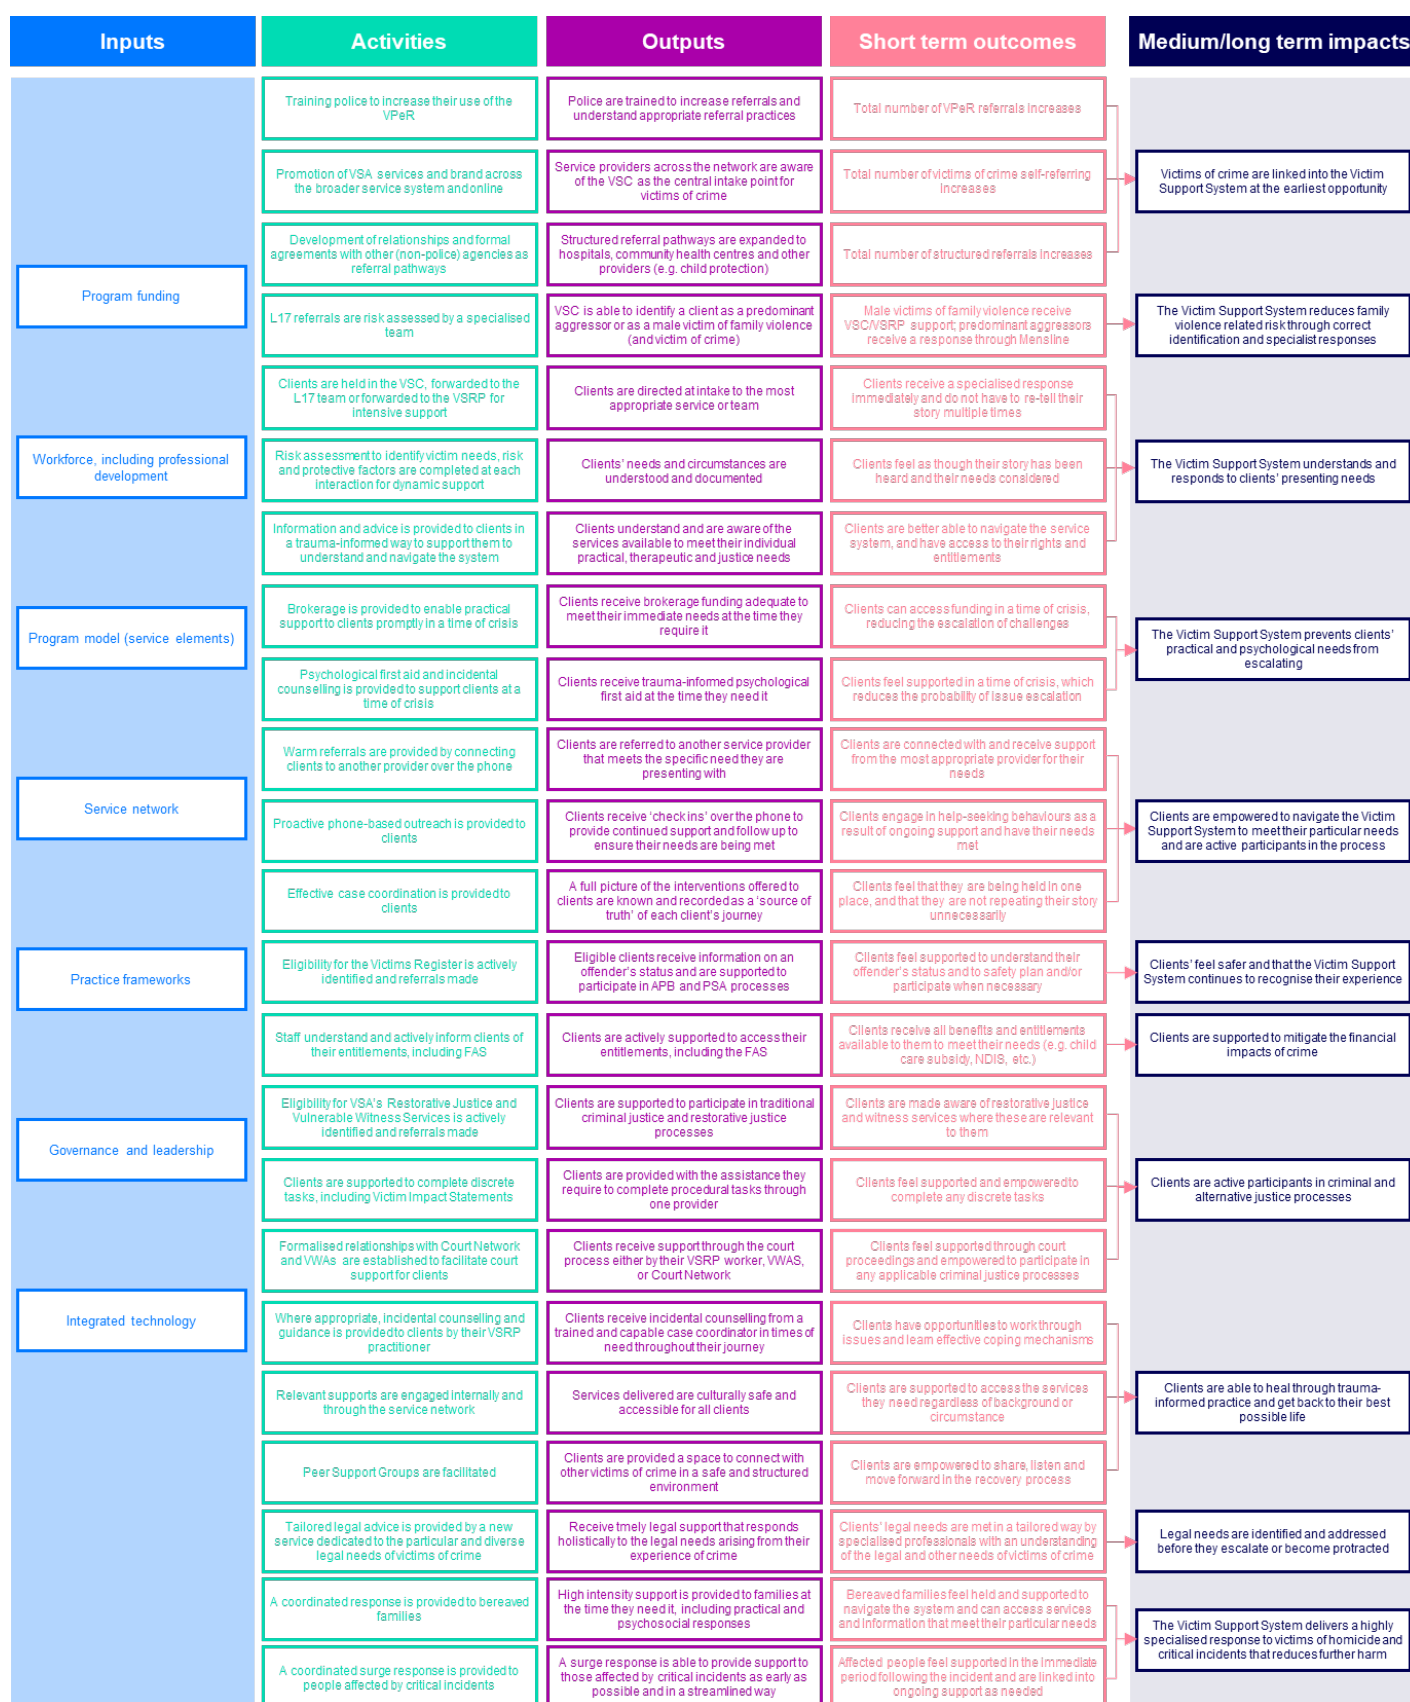 Inputs
Activities
Outputs
Short term outcomes
Medium/long term impacts
Program funding
Workforce, including professional
development
Program model (service elements)
Service network
Practice frameworks
Governance and leadership
Integrated technology
Training police to increase their use of the
VPeR
Police are trained to increase referrals and
understand appropriate referral practices
Total number of VPeR referrals increases
Promotion of VSA services and brand across
the broader service system and online
Service providers across the network are aware
of the VSC as the central intake point for
victims of crime
Total number of victims of crime self-referring
increases
Victims of crime are linked into the Victim
Support System at the earliest opportunity
Development of relationships and formal
agreements with other (non-police) agencies as
referral pathways
Structured referral pathways are expanded to
hospitals, community health centres and other
providers (e.g. child protection)
Total number of structured referrals increases
L17 referrals are risk assessed by a specialised
team
VSC is able to identify a client as a predominant
aggressor or as a male victim of family violence
(and victim of crime)
Male victims of family violence receive
VSC/VSRP support; predominant aggressors
receive a response through Mensline
The Victim Support System reduces family
violence related risk through correct
identification and specialist responses
Clients are held in the VSC, forwarded to the
L17 team or forwarded to the VSRP for
intensive support
Clients are directed at intake to the most
appropriate service or team
Clients receive a specialised response
immediately and do not have to re-tell their
story multiple times
Risk assessment to identify victim needs, risk
and protective factors are completed at each
interaction for dynamic support
Clients' needs and circumstances are
understood and documented
Clients feel as though their story has been
heard and their needs considered
The Victim Support System understands and
responds to clients' presenting needs
Information and advice is provided to clients in
a trauma-informed way to support them to
understand and navigate the system
Clients understand and are aware of the
services available to meet their individual
practical, therapeutic and justice needs
Clients are better able to navigate the service
system, and have access to their rights and
entitlements
Brokerage is provided to enable practical
support to clients promptly in a time of crisis
Clients receive brokerage funding adequate to
meet their immediate needs at the time they
require it
Clients can access funding in a time of crisis,
reducing the escalation of challenges
The Victim Support System prevents clients'
practical and psychological needs from
escalating
Psychological first aid and incidental
counselling is provided to support clients at a
time of crisis
Clients receive trauma-informed psychological
first aid at the time they need it
Clients feel supported in a time of crisis, which
reduces the probability of issue escalation
Warm referrals are provided by connecting
clients to another provider over the phone
Clients are referred to another service provider
that meets the specific need they are
presenting with
Clients are connected with and receive support
from the most appropriate provider for their
needs
Proactive phone-based outreach is provided to
clients
Clients receive 'check ins' over the phone to
provide continued support and follow up to
ensure their needs are being met
Clients engage in help-seeking behaviours as a
result of ongoing support and have their needs
met
Clients are empowered to navigate the Victim
Support System to meet their particular needs
and are active participants in the process
Effective case coordination is provided to
clients
A full picture of the interventions offered to
clients are known and recorded as a 'source of
truth' of each client's journey
Clients feel that they are being held in one
place, and that they are not repeating their story
unnecessarily
Eligibility for the Victims Register is actively
identified and referrals made
Eligible clients receive information on an
offender's status and are supported to
participate in APB and PSA processes
Clients feel supported to understand their
offender's status and to safety plan and/or
participate when necessary
Clients' feel safer and that the Victim Support
System continues to recognise their experience
Staff understand and actively inform clients of
their entitlements, including FAS
Clients are actively supported to access their
entitlements, including the FAS
Clients receive all benefits and entitlements
available to them to meet their needs (e.g. child
care subsidy, NDIS, etc.)
Clients are supported to mitigate the financial
impacts of crime
Eligibility for VSA's Restorative Justice and
Vulnerable Witness Services is actively
identified and referrals made
Clients are supported to participate in traditional
criminal justice and restorative justice
processes
Clients are made aware of restorative justice
and witness services where these are relevant
to them
Clients are supported to complete discrete
tasks, including Victim Impact Statements
Clients are provided with the assistance they
require to complete procedural tasks through
one provider
Clients feel supported and empowered to
complete any discrete tasks
Clients are active participants in criminal and
alternative justice processes
Formalised relationships with Court Network
and VWAs are established to facilitate court
support for clients
Clients receive support through the court
process either by their VSRP worker, VWAS,
or Court Network
Clients feel supported through court
proceedings and empowered to participate in
any applicable criminal justice processes
Where appropriate, incidental counselling and
guidance is provided to clients by their VSRP
practitioner
Clients receive incidental counselling from a
trained and capable case coordinator in times of
need throughout their journey
Clients have opportunities to work through
issues and learn effective coping mechanisms
Relevant supports are engaged internally and
through the service network
Services delivered are culturally safe and
accessible for all clients
Clients are supported to access the services
they need regardless of background or
circumstance
Clients are able to heal through trauma-
informed practice and get back to their best
possible life
Peer Support Groups are facilitated
Clients are provided a space to connect with
other victims of crime in a safe and structured
environment
Clients are empowered to share, listen and
move forward in the recovery process
Tailored legal advice is provided by a new
service dedicated to the particular and diverse
legal needs of victims of crime
Receive tmely legal support that responds
holistically to the legal needs arising from their
experience of crime
Clients' legal needs are met in a tailored way by
specialised professionals with an understanding
of the legal and other needs of victims of crime
Legal needs are identified and addressed
before they escalate or become protracted
A coordinated response is provided to bereaved
families
High intensity support is provided to families at
the time they need it, including practical and
psychosocial responses
Bereaved families feel held and supported to
navigate the system and can access services
and information that meet their particular needs
The Victim Support System delivers a highly
specialised response to victims of homicide and
critical incidents that reduces further harm
A coordinated surge response is provided to
people affected by critical incidents
A surge response is able to provide support to
those affected by critical incidents as early as
possible and in a streamlined way
Affected people feel supported in the immediate
period following the incident and are linked into
ongoing support as needed